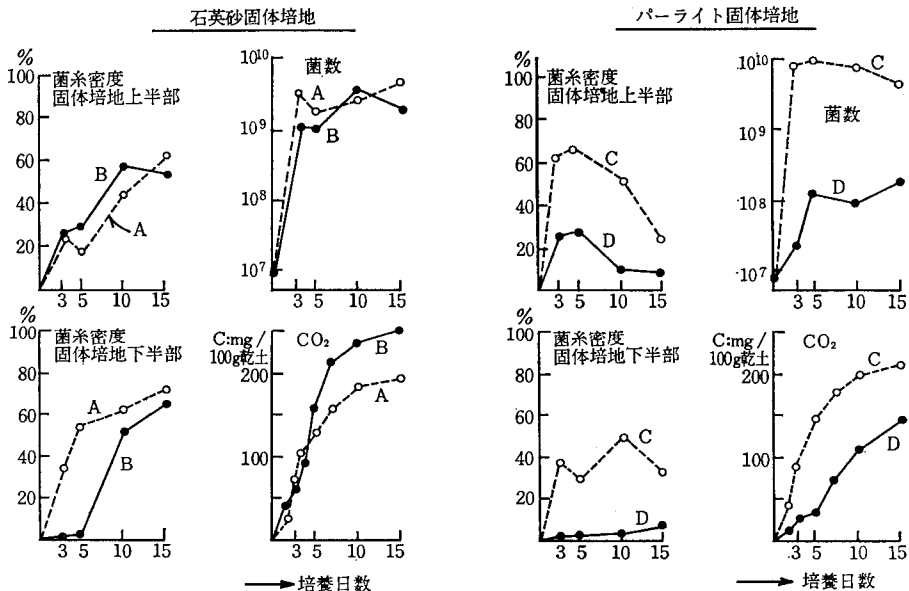 石英砂固体培地
パーライト固体培地
%
100
80
60
40
20
菌糸密度
固体培地上半部
B
A
3 5 10 15
10¹⁰
10⁹
10⁸
10⁷
菌数
A
B
3 5 10 15
%
100
80
60
40
20
菌糸密度
固体培地上半部
C
D
3 5 10 15
10¹⁰
10⁹
10⁸
10⁷
C
菌数
D
3 5 10 15
%
100
80
60
40
20
菌糸密度
固体培地下半部
A
B
3 5 10 15
C:mg/
100g乾土
200
100
CO₂
B
A
3 5 10 15
培養日数
%
100
80
60
40
20
菌糸密度
固体培地下半部
C
D
3 5 10 15
C:mg/
100g乾土
200
100
CO₂
C
D
3 5 10 15
培養日数